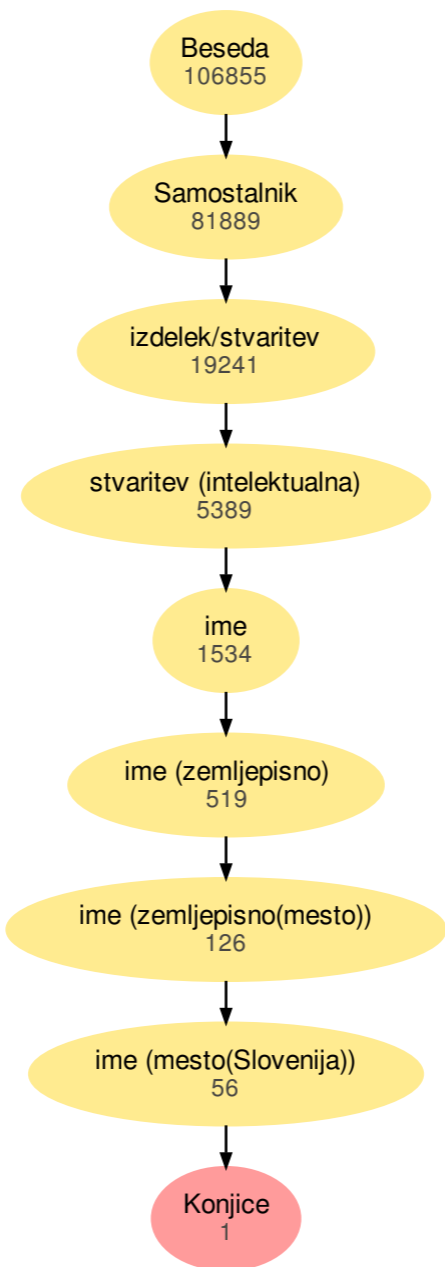 Beseda
106855
Samostalnik
81889
izdelek/stvaritev
19241
stvaritev (intelektualna)
5389
ime
1534
ime (zemljepisno)
519
ime (zemljepisno(mesto))
126
ime (mesto(Slovenija))
56
Konjice
1